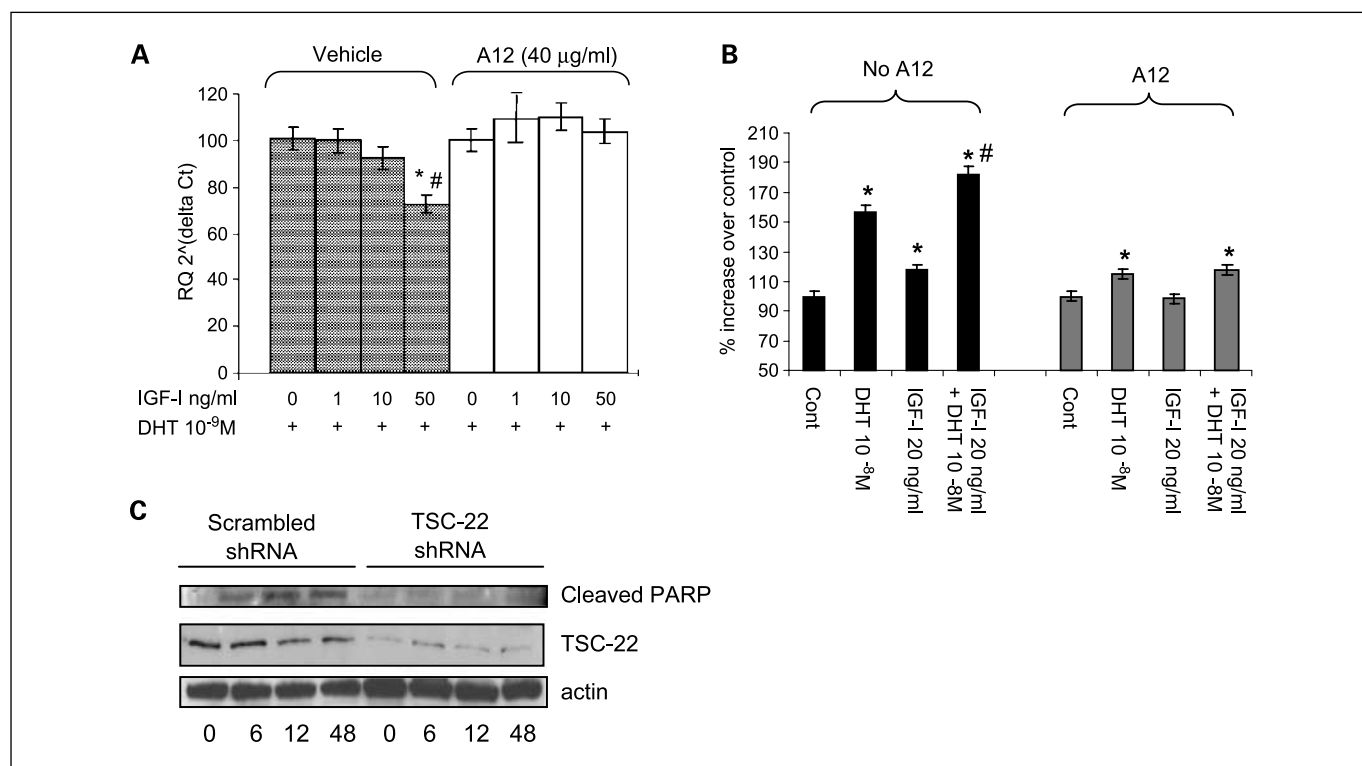 A
Vehicle
A12 (40 μg/ml)
RQ 2^(delta Ct)
120
100
80
60
40
20
0
* #
IGF-I ng/ml 0 1 10 50 0 1 10 50
DHT 10⁻⁹M + + + + + + + +
B
No A12
A12
% increase over control
210
190
170
150
130
110
90
70
50
*
*
* #
*
*
Cont
DHT 10 ⁻⁸M
IGF-I 20 ng/ml
IGF-I 20 ng/ml
+ DHT 10 -8M
Cont
DHT 10 ⁻⁸M
IGF-I 20 ng/ml
IGF-I 20 ng/ml
+ DHT 10 -8M
C
Scrambled
shRNA
TSC-22
shRNA
Cleaved PARP
TSC-22
actin
0 6 12 48 0 6 12 48